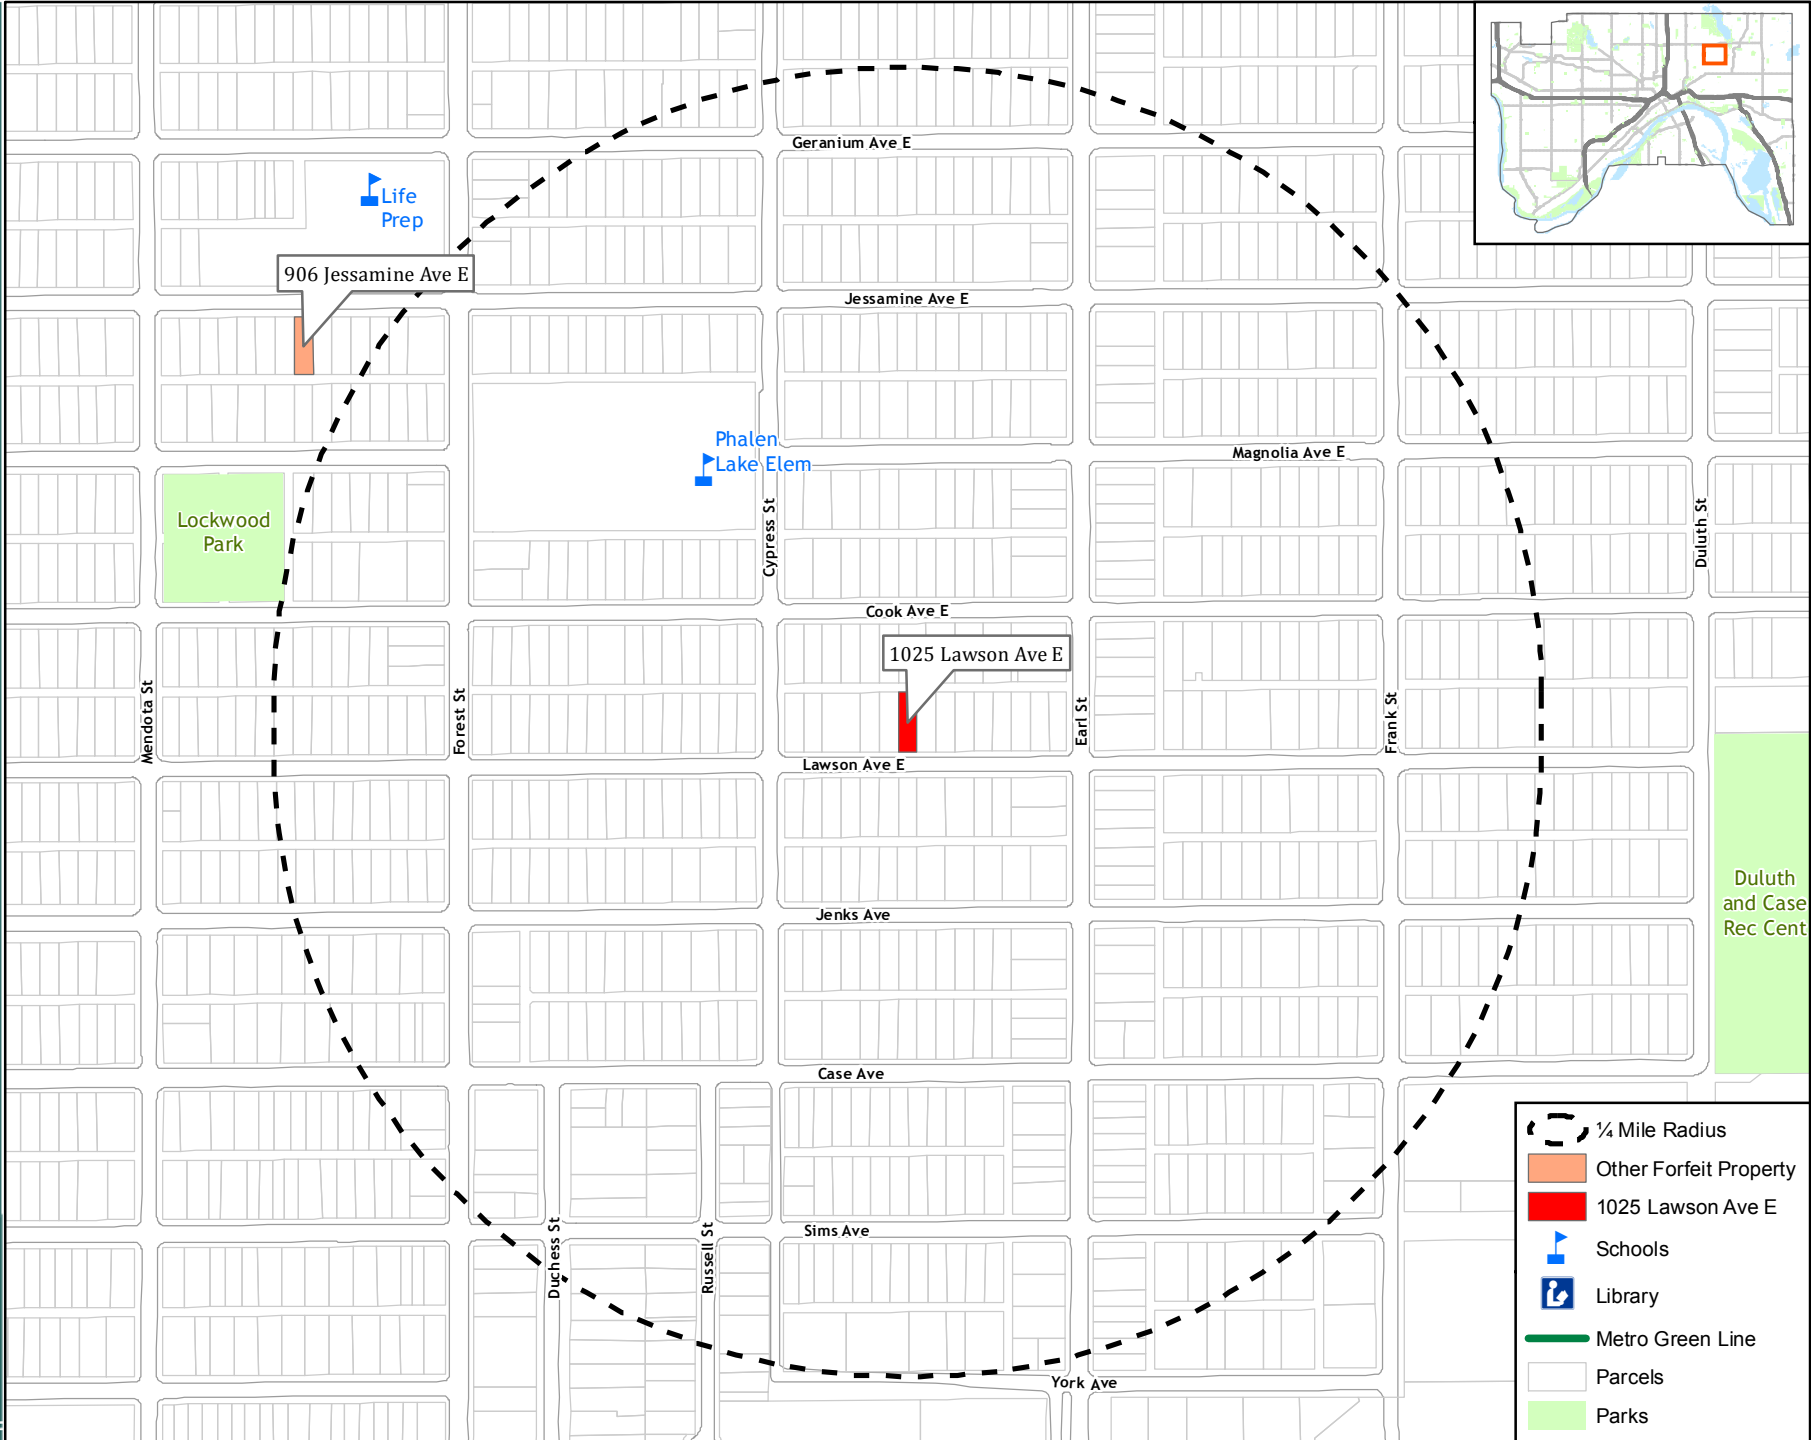 Geranium Ave E
Life
Prep
906 Jessamine Ave E
Jessamine Ave E
Phalen
Lake Elem
Magnolia Ave E
Lockwood
Park
Cypress St
Duluth St
Cook Ave E
1025 Lawson Ave E
Mendota St
Forest St
Earl St
Frank St
Lawson Ave E
Duluth
and Case
Rec Cent
Jenks Ave
Case Ave
Sims Ave
Duchess St
Russell St
York Ave
¼ Mile Radius
Other Forfeit Property
1025 Lawson Ave E
Schools
Library
Metro Green Line
Parcels
Parks